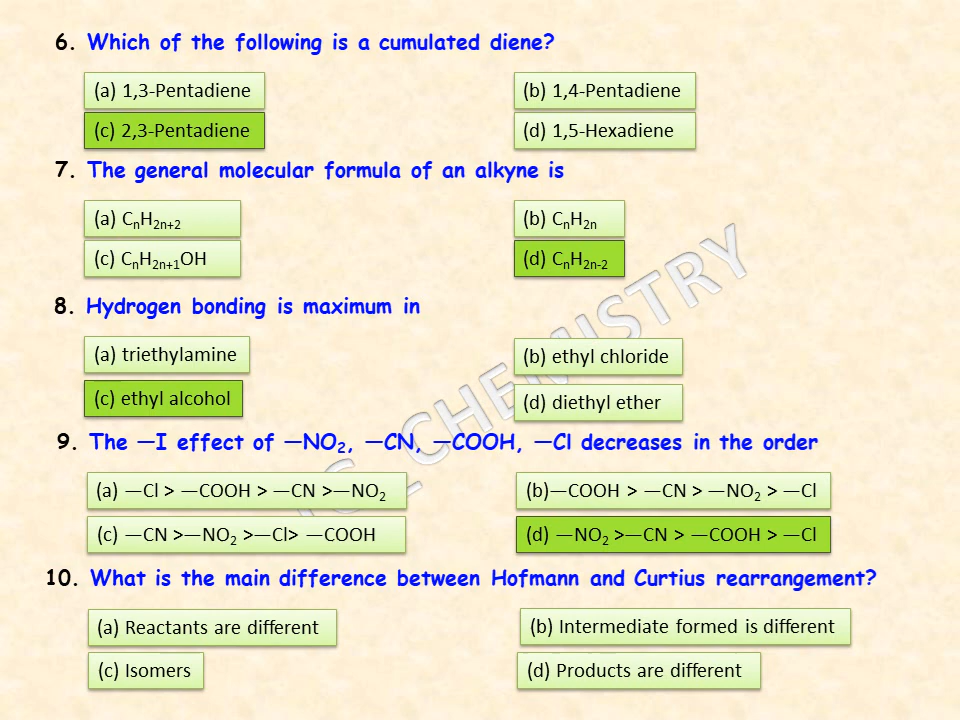 6. Which of the following is a cumulated diene?
(a) 1,3-Pentadiene (b) 1,4-Pentadiene
(c) 2,3-Pentadiene (d) 1,5-Hexadiene
7. The general molecular formula of an alkyne is
(a) CₙH₂ₙ₊₂ (b) CₙH₂ₙ
(c) CₙH₂ₙ₊₁OH (d) CₙH₂ₙ₋₂
8. Hydrogen bonding is maximum in
(a) triethylamine (b) ethyl chloride
(c) ethyl alcohol (d) diethyl ether
9. The —I effect of —NO₂, —CN, —COOH, —Cl decreases in the order
(a) —Cl > —COOH > —CN >—NO₂ (b)—COOH > —CN > —NO₂ > —Cl
(c) —CN >—NO₂ >—Cl> —COOH (d) —NO₂ >—CN > —COOH > —Cl
10. What is the main difference between Hofmann and Curtius rearrangement?
(a) Reactants are different (b) Intermediate formed is different
(c) Isomers (d) Products are different
CHEMISTRY